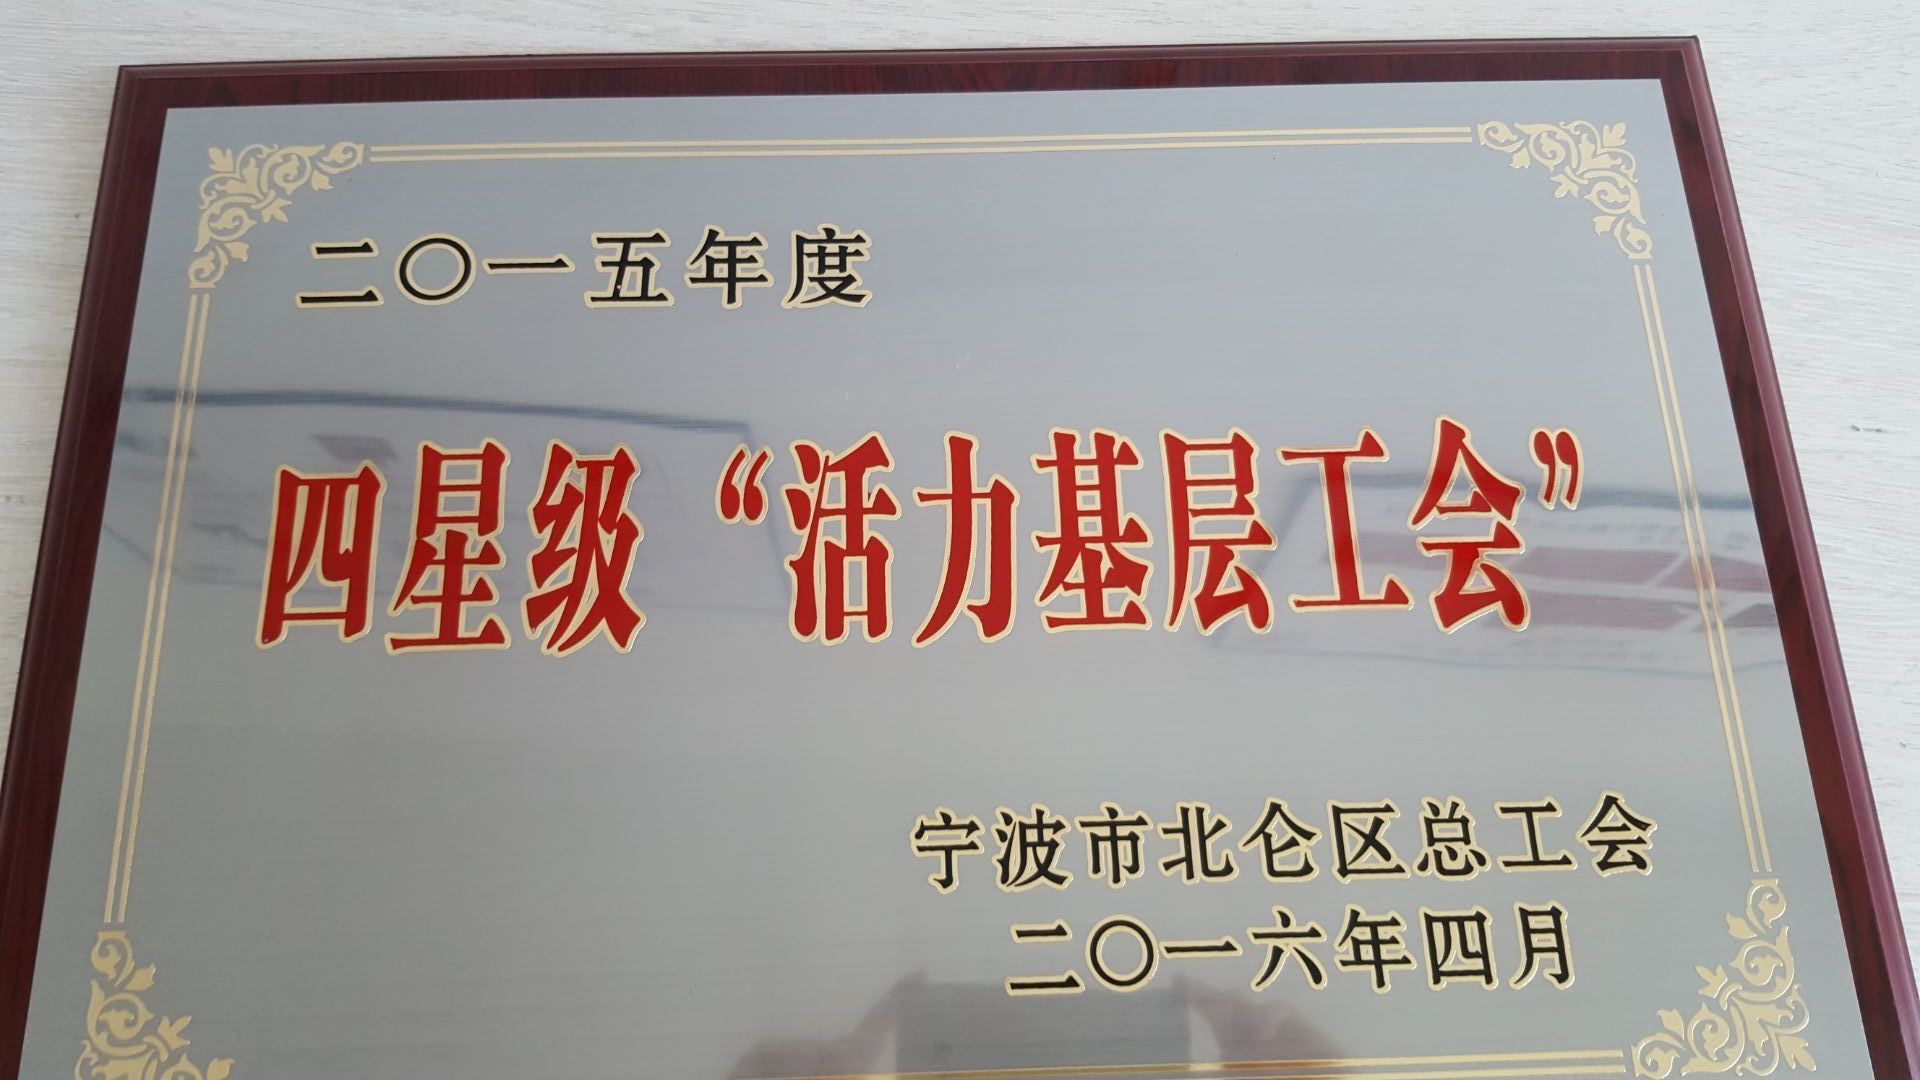 二〇一五年度
四星级“活力基层工会”
宁波市北仑区总工会
二〇一六年四月